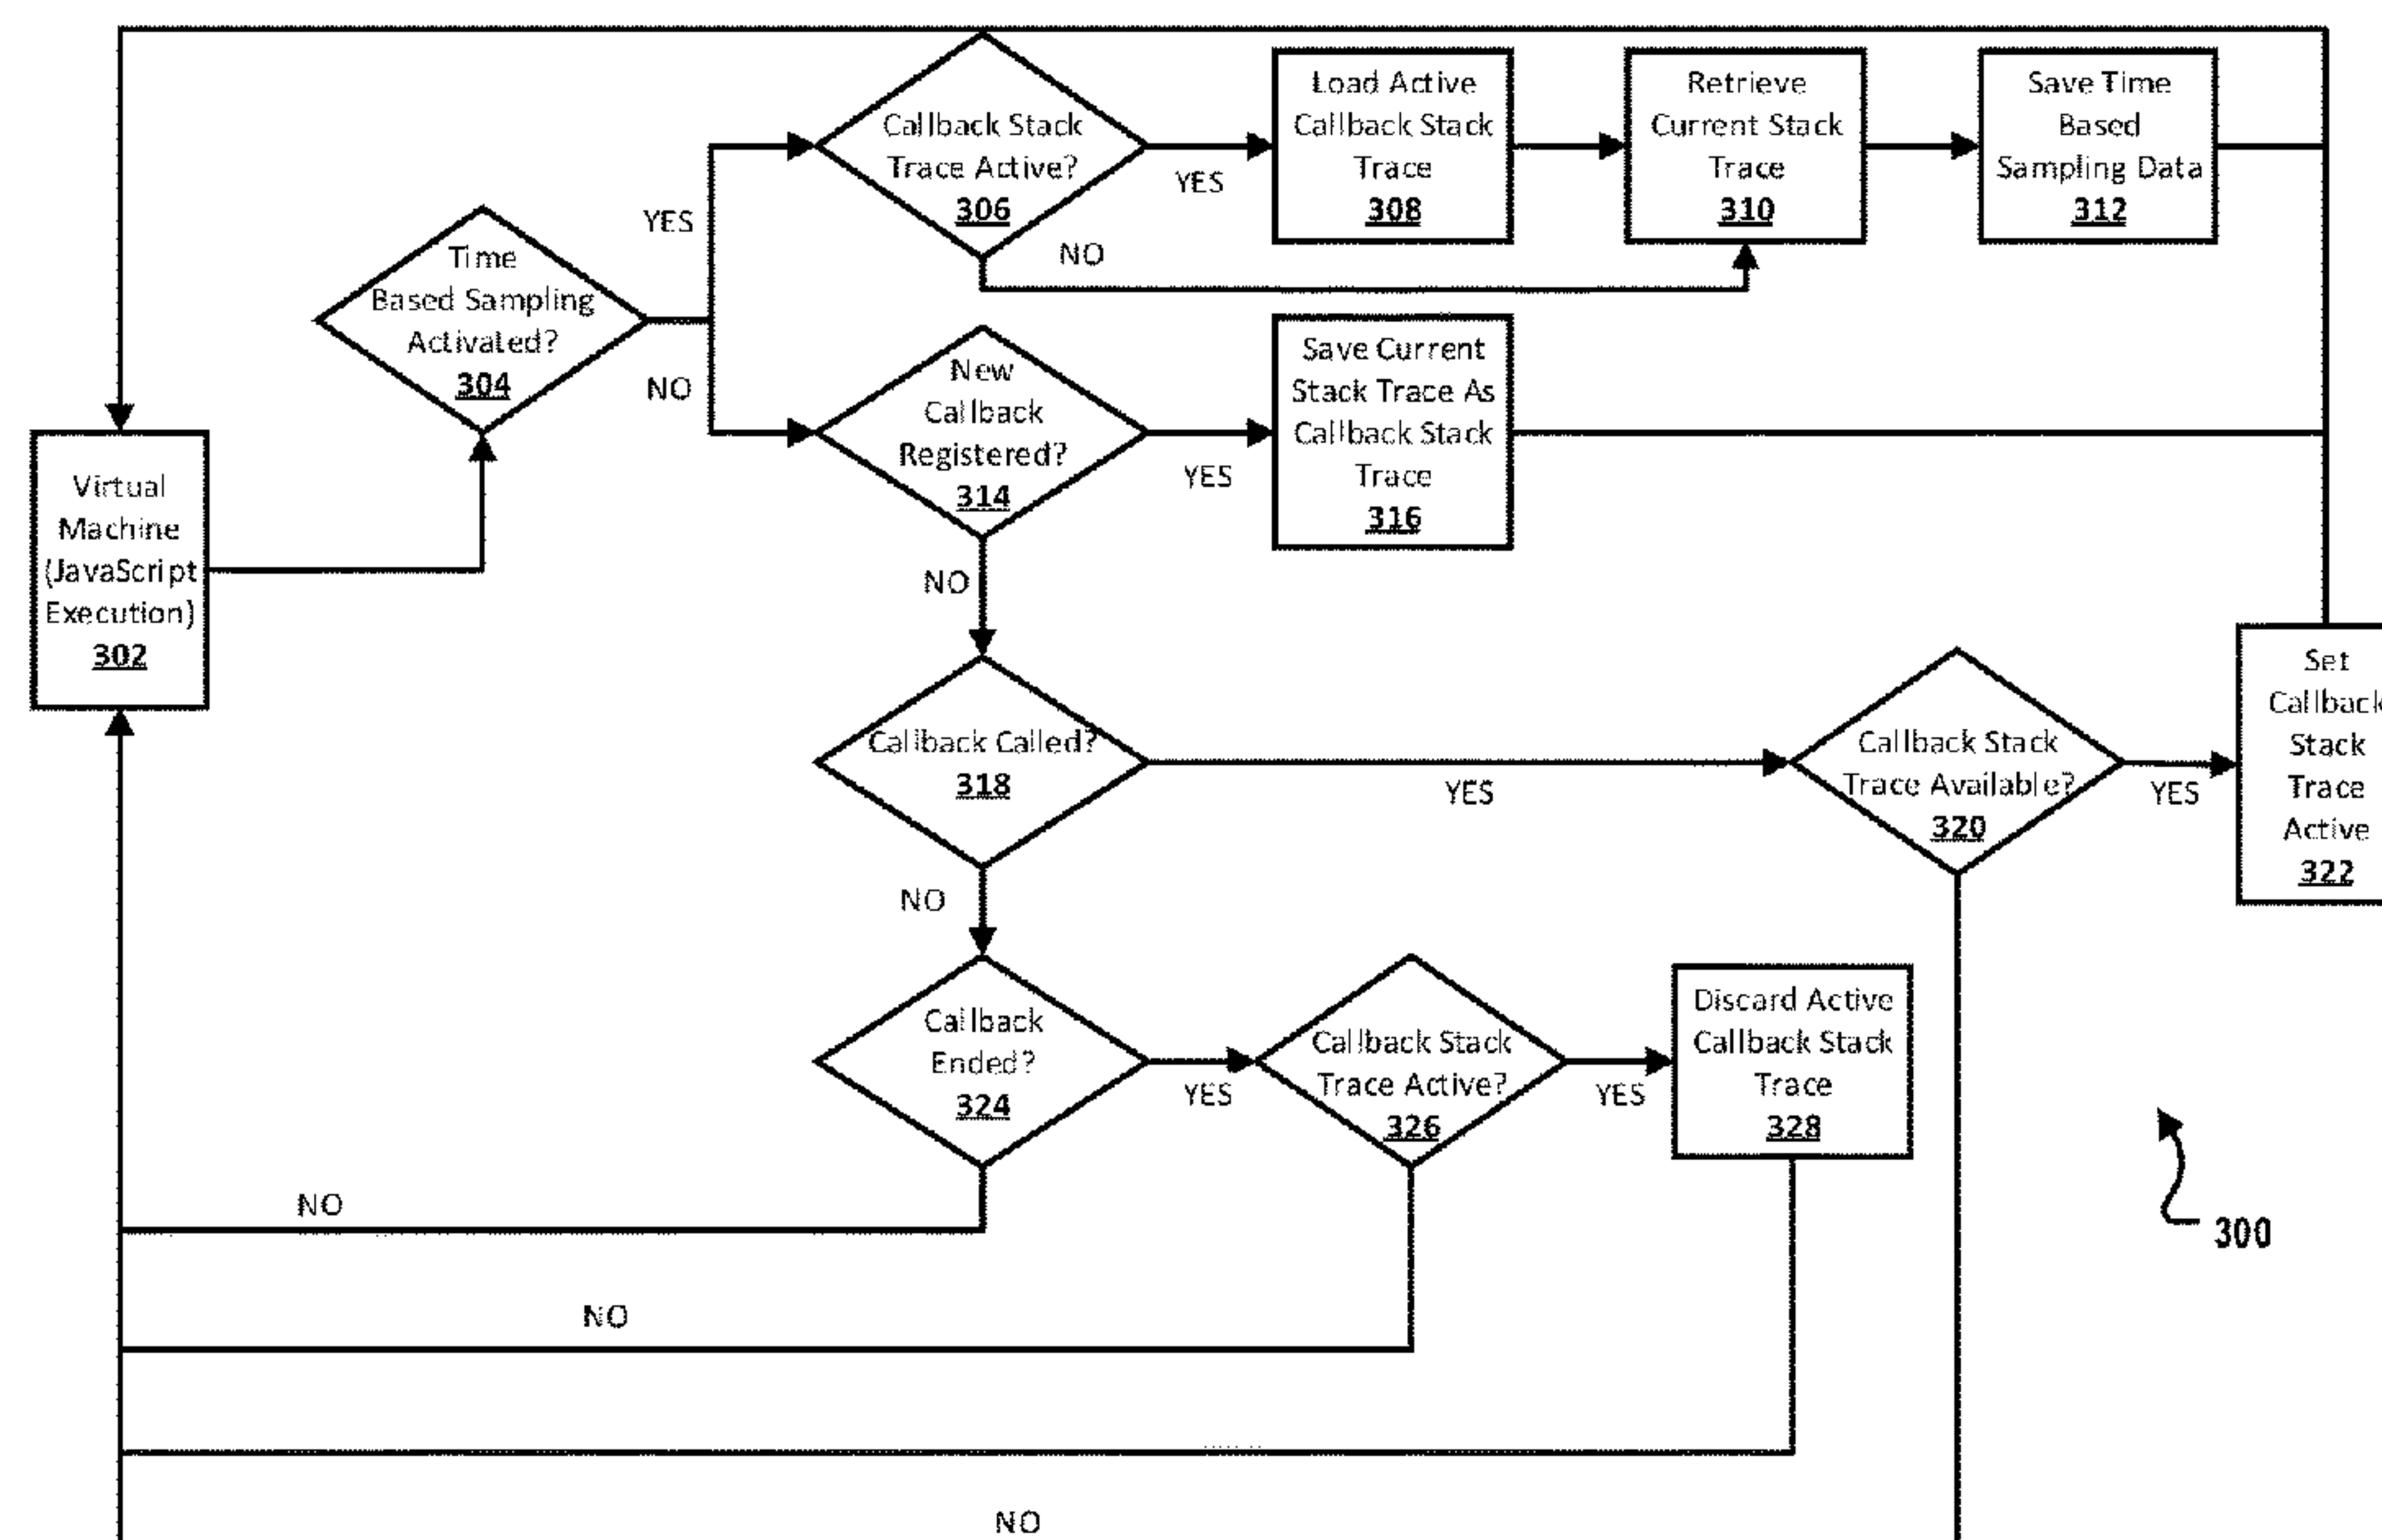 Virtual
Machine
(JavaScript
Execution)
302
Time
Based Sampling
Activated?
304
YES
NO
Callback Stack
Trace Active?
306
YES
NO
Load Active
Callback Stack
Trace
308
Retrieve
Current Stack
Trace
310
Save Time
Based
Sampling Data
312
New
Callback
Registered?
314
YES
NO
Save Current
Stack Trace As
Callback Stack
Trace
316
Callback Called?
318
YES
NO
Callback Stack
Trace Available?
320
YES
Set
Callback
Stack
Trace
Active
322
Callback
Ended?
324
YES
Callback Stack
Trace Active?
326
YES
Discard Active
Callback Stack
Trace
328
NO
NO
NO
300